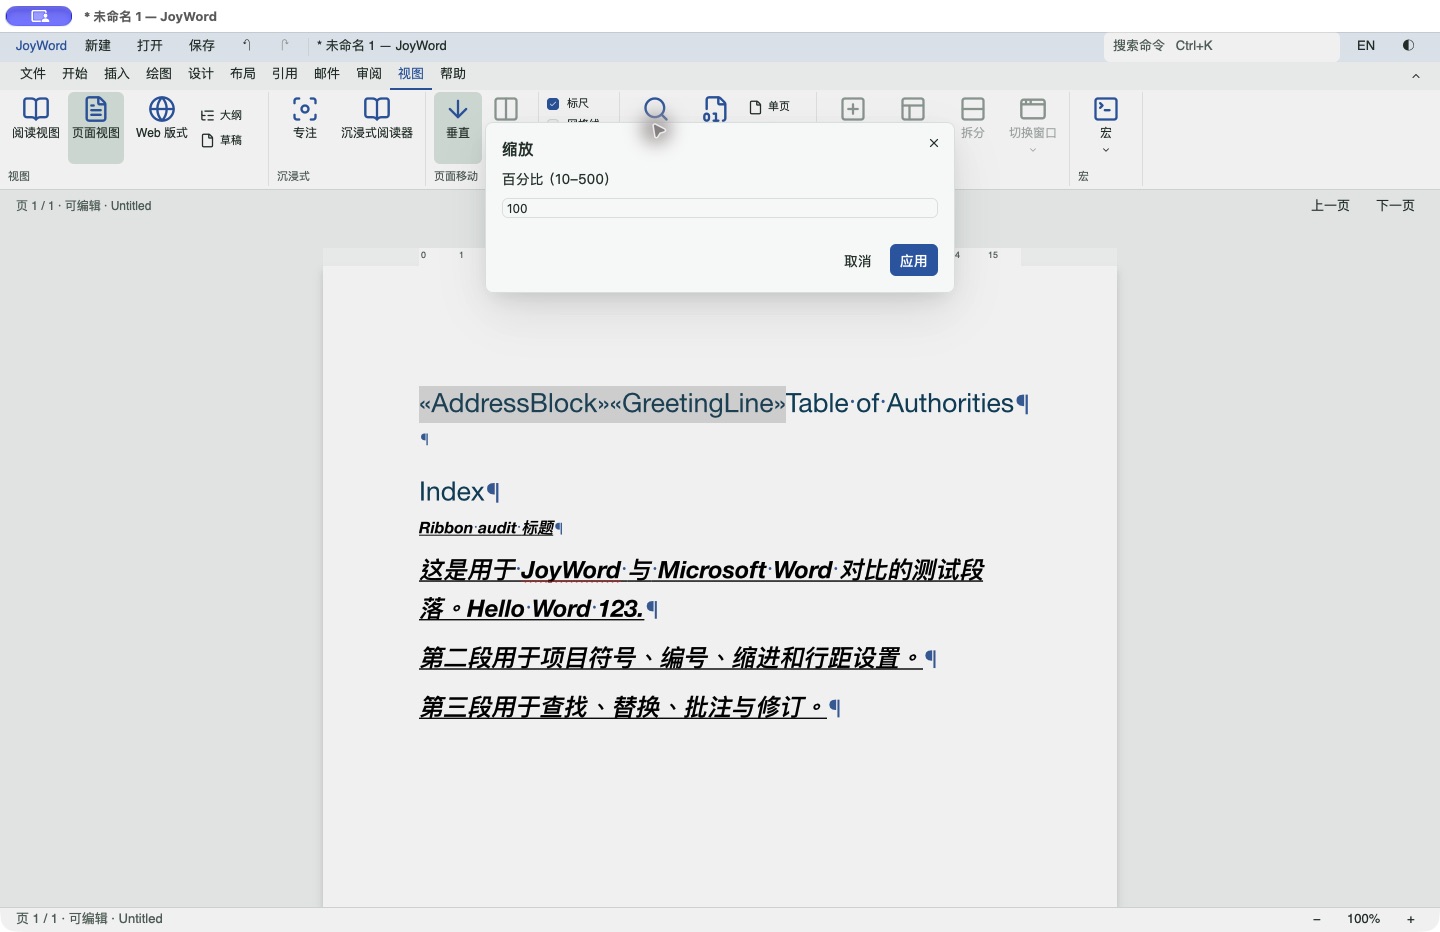 * 未命名 1 — JoyWord
JoyWord 新建 打开 保存 * 未命名 1 — JoyWord 搜索命令 Ctrl+K EN
文件 开始 插入 绘图 设计 布局 引用 邮件 审阅 视图 帮助
标尺 单页
大纲
阅读视图 页面视图 Web 版式 专注 沉浸式阅读器 垂直 拆分 切换窗口 宏
草稿
视图 沉浸式 页面移动 宏
缩放
百分比 (10–500)
100
取消 应用
页 1 / 1 · 可编辑 · Untitled 上一页 下一页
0 1 4 15
«AddressBlock»«GreetingLine»Table·of·Authorities¶
¶
Index¶
Ribbon·audit·标题¶
这是用于·JoyWord·与·Microsoft·Word·对比的测试段
落。Hello·Word·123.¶
第二段用于项目符号、编号、缩进和行距设置。¶
第三段用于查找、替换、批注与修订。¶
页 1 / 1 · 可编辑 · Untitled − 100% +